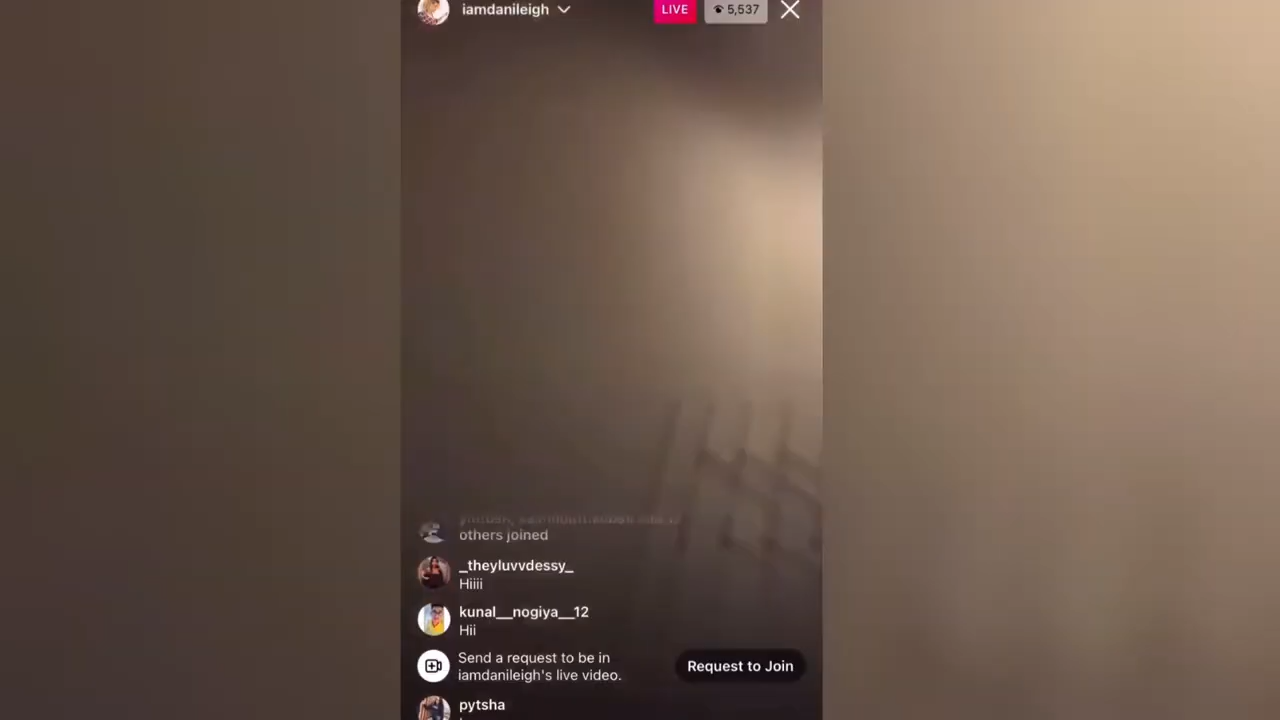 iamdanileigh
LIVE
5,537
others joined
_theyluvvdessy_
Hiiii
kunal__nogiya__12
Hii
Send a request to be in
iamdanileigh's live video.
Request to Join
pytsha